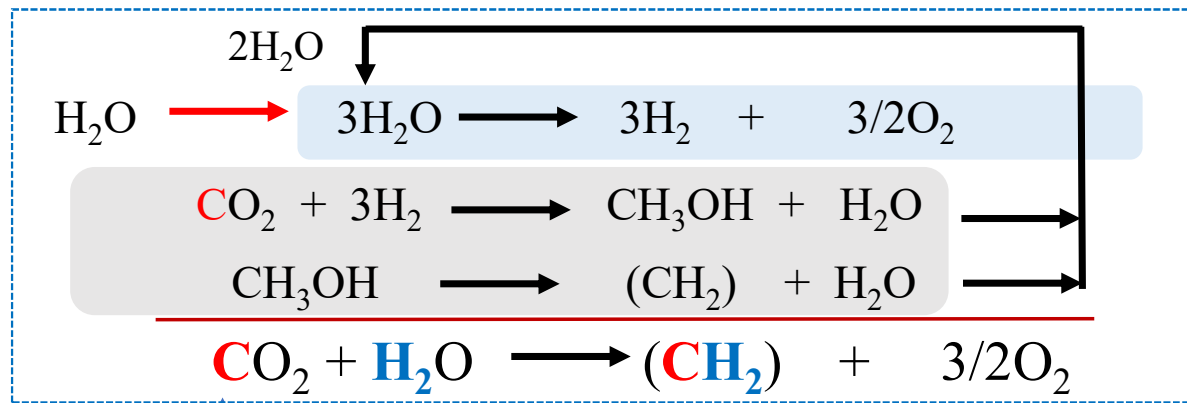 2H₂O
H₂O → 3H₂O → 3H₂ + 3/2O₂
CO₂ + 3H₂ → CH₃OH + H₂O →
CH₃OH → (CH₂) + H₂O →
CO₂ + H₂O → (CH₂) + 3/2O₂